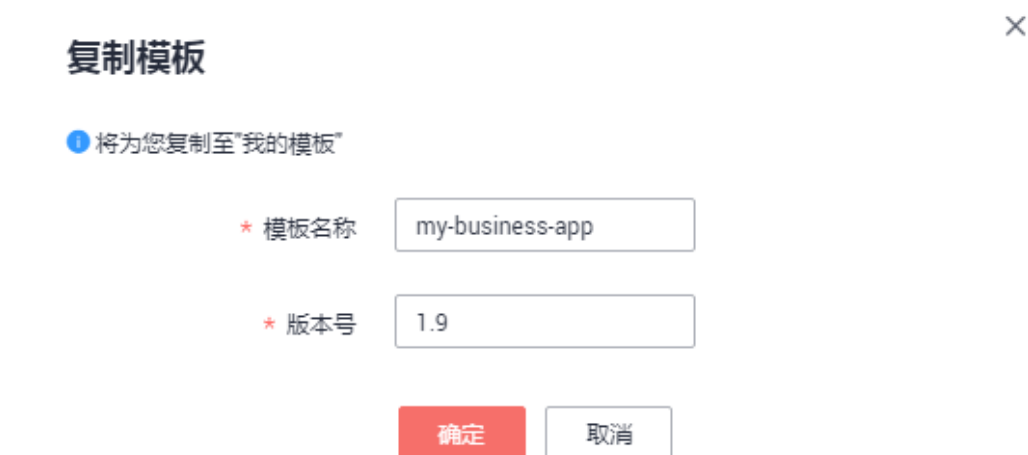 复制模板
将为您复制至"我的模板"
* 模板名称 my-business-app
* 版本号 1.9
确定 取消